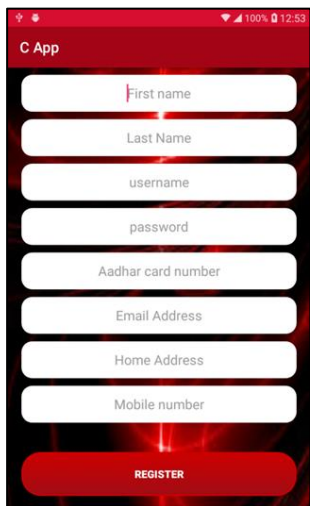 100% 12:53
C App
First name
Last Name
username
password
Aadhar card number
Email Address
Home Address
Mobile number
REGISTER